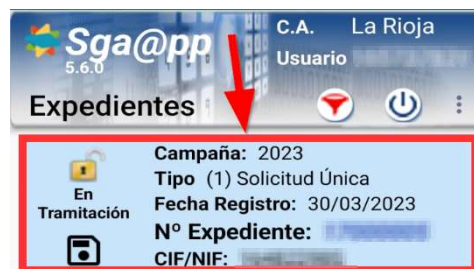 Sga@pp
5.6.0
C.A. La Rioja
Usuario
Expedientes
En
Tramitación
Campaña: 2023
Tipo (1) Solicitud Única
Fecha Registro: 30/03/2023
Nº Expediente:
CIF/NIF: